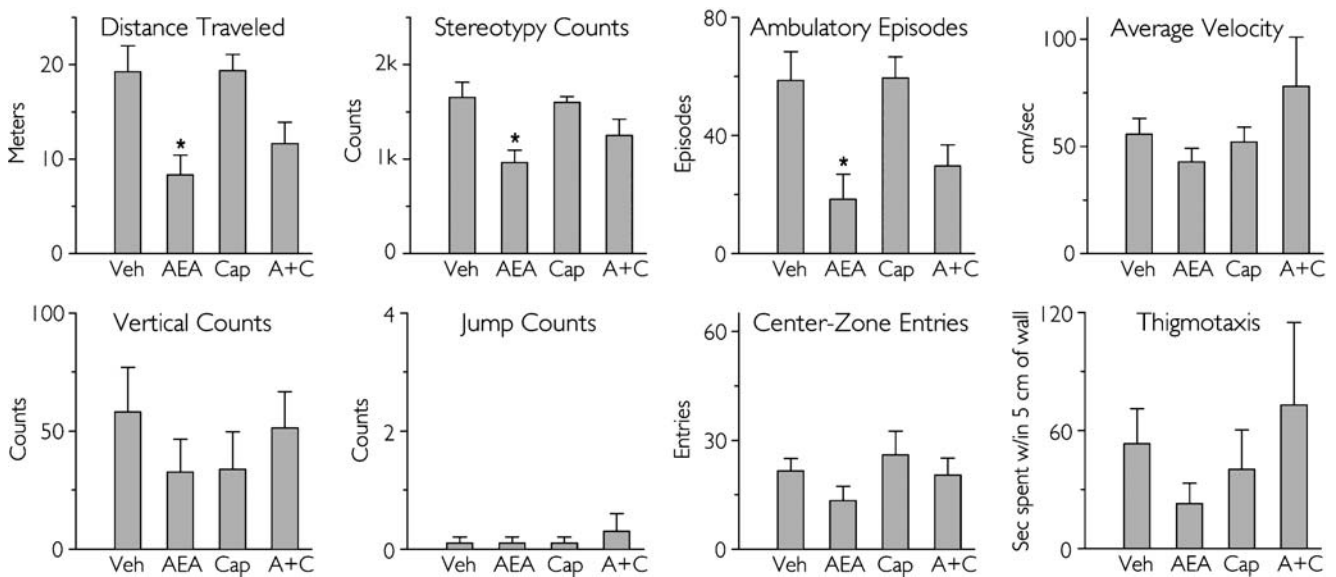 Distance Traveled
Meters
20
10
0
*
Veh AEA Cap A+C
Stereotypy Counts
Counts
2k
1k
0
*
Veh AEA Cap A+C
Ambulatory Episodes
Episodes
80
40
0
*
Veh AEA Cap A+C
Average Velocity
cm/sec
100
50
0
Veh AEA Cap A+C
Vertical Counts
Counts
100
50
0
Veh AEA Cap A+C
Jump Counts
Counts
4
2
0
Veh AEA Cap A+C
Center-Zone Entries
Entries
60
30
0
Veh AEA Cap A+C
Thigmotaxis
Sec spent w/in 5 cm of wall
120
60
0
Veh AEA Cap A+C